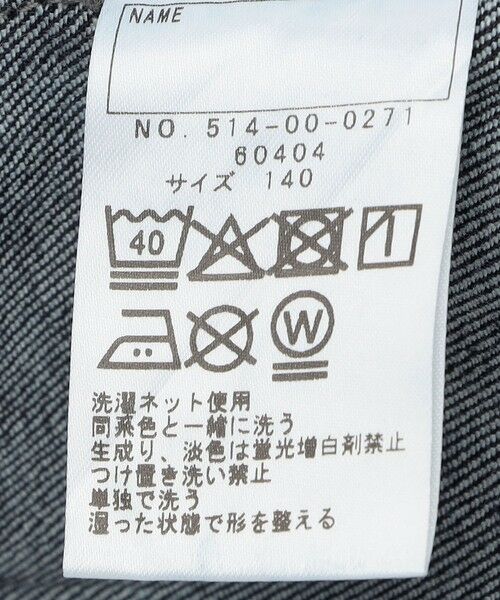 NAME
NO. 514-00-0271
60404
サイズ 140
40
W
洗濯ネット使用
同系色と一緒に洗う
生成り、淡色は蛍光増白剤禁止
つけ置き洗い禁止
単独で洗う
湿った状態で形を整える